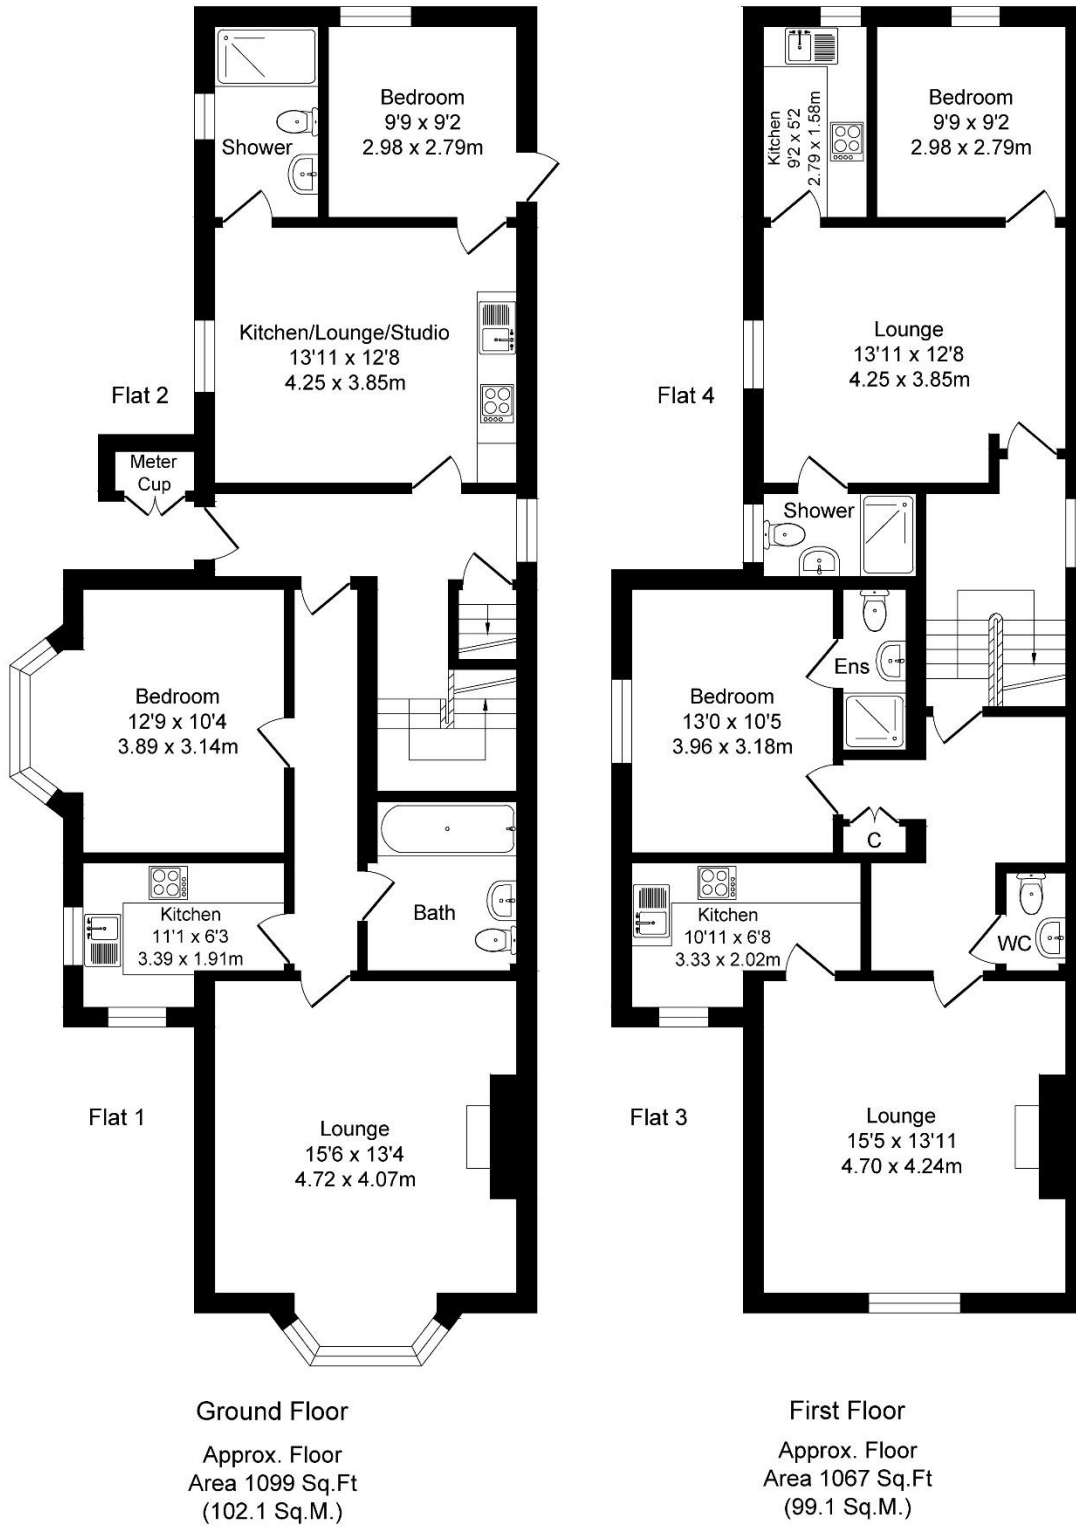 Bedroom
9'9 x 9'2
2.98 x 2.79m
Shower
Kitchen/Lounge/Studio
13'11 x 12'8
4.25 x 3.85m
Flat 2
Meter
Cup
Bedroom
12'9 x 10'4
3.89 x 3.14m
Kitchen
11'1 x 6'3
3.39 x 1.91m
Bath
Flat 1
Lounge
15'6 x 13'4
4.72 x 4.07m
Ground Floor
Approx. Floor
Area 1099 Sq.Ft
(102.1 Sq.M.)
Kitchen
9'2 x 5'2
2.79 x 1.58m
Bedroom
9'9 x 9'2
2.98 x 2.79m
Lounge
13'11 x 12'8
4.25 x 3.85m
Flat 4
Shower
Bedroom
13'0 x 10'5
3.96 x 3.18m
Ens
C
Kitchen
10'11 x 6'8
3.33 x 2.02m
WC
Flat 3
Lounge
15'5 x 13'11
4.70 x 4.24m
First Floor
Approx. Floor
Area 1067 Sq.Ft
(99.1 Sq.M.)